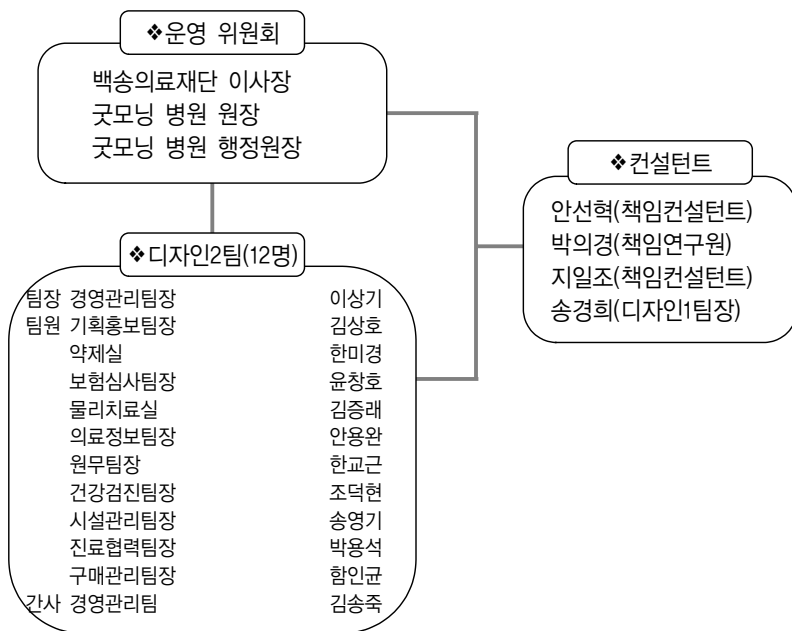 ❖운영 위원회
백송의료재단 이사장
굿모닝 병원 원장
굿모닝 병원 행정원장
❖컨설턴트
안선혁(책임컨설턴트)
박의경(책임연구원)
지일조(책임컨설턴트)
송경희(디자인1팀장)
❖디자인2팀(12명)
팀장 경영관리팀장 이상기
팀원 기획홍보팀장 김상호
약제실 한미경
보험심사팀장 윤창호
물리치료실 김증래
의료정보팀장 안용완
원무팀장 한교근
건강검진팀장 조덕현
시설관리팀장 송영기
진료협력팀장 박용석
구매관리팀장 함인균
간사 경영관리팀 김송죽